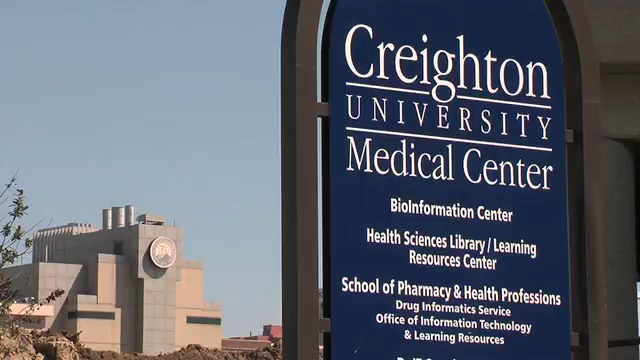 Creighton
UNIVERSITY
Medical Center
BioInformation Center
Health Sciences Library / Learning
Resources Center
School of Pharmacy & Health Professions
Drug Informatics Service
Office of Information Technology
& Learning Resources